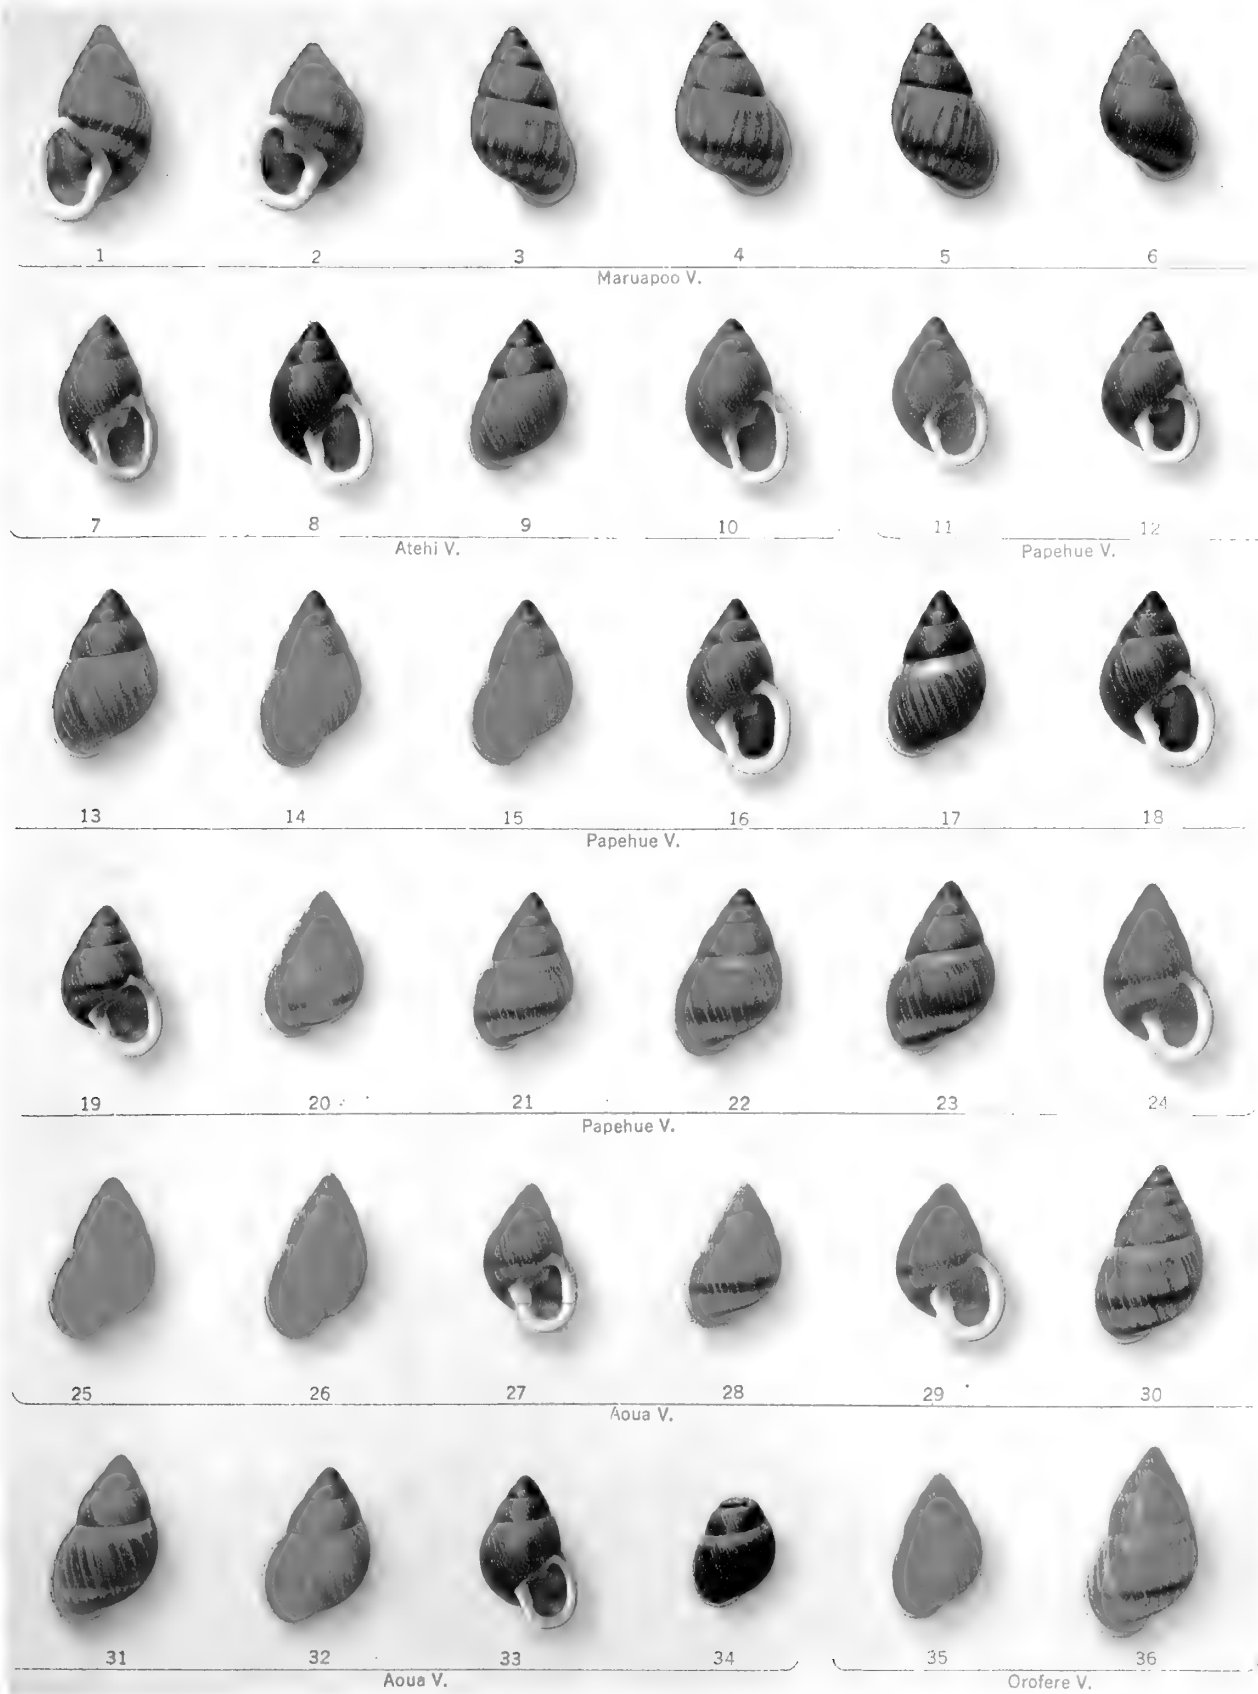 1 2 3 4 5 6
Maruapoo V.
7 8 9 10 11 12
Atehi V. Papehue V.
13 14 15 16 17 18
Papehue V.
19 20 21 22 23 24
Papehue V.
25 26 27 28 29 30
Aoua V.
31 32 33 34 35 36
Aoua V. Orofere V.